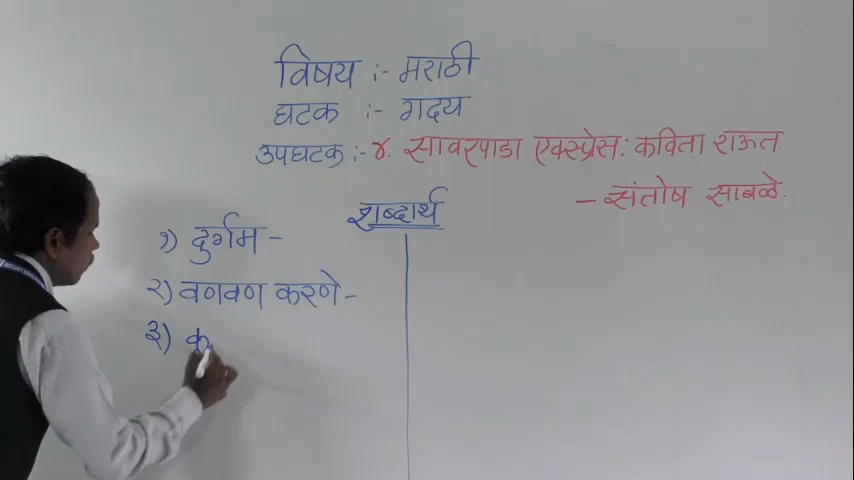 विषय :- मराठी
घटक :- गदय
उपघटक :- ४. सावरपाडा एक्स्प्रेस: कविता राऊत.
- संतोष साबळे.
शब्दार्थ
१) दुर्गम -
२) वणवण करणे -
३) क